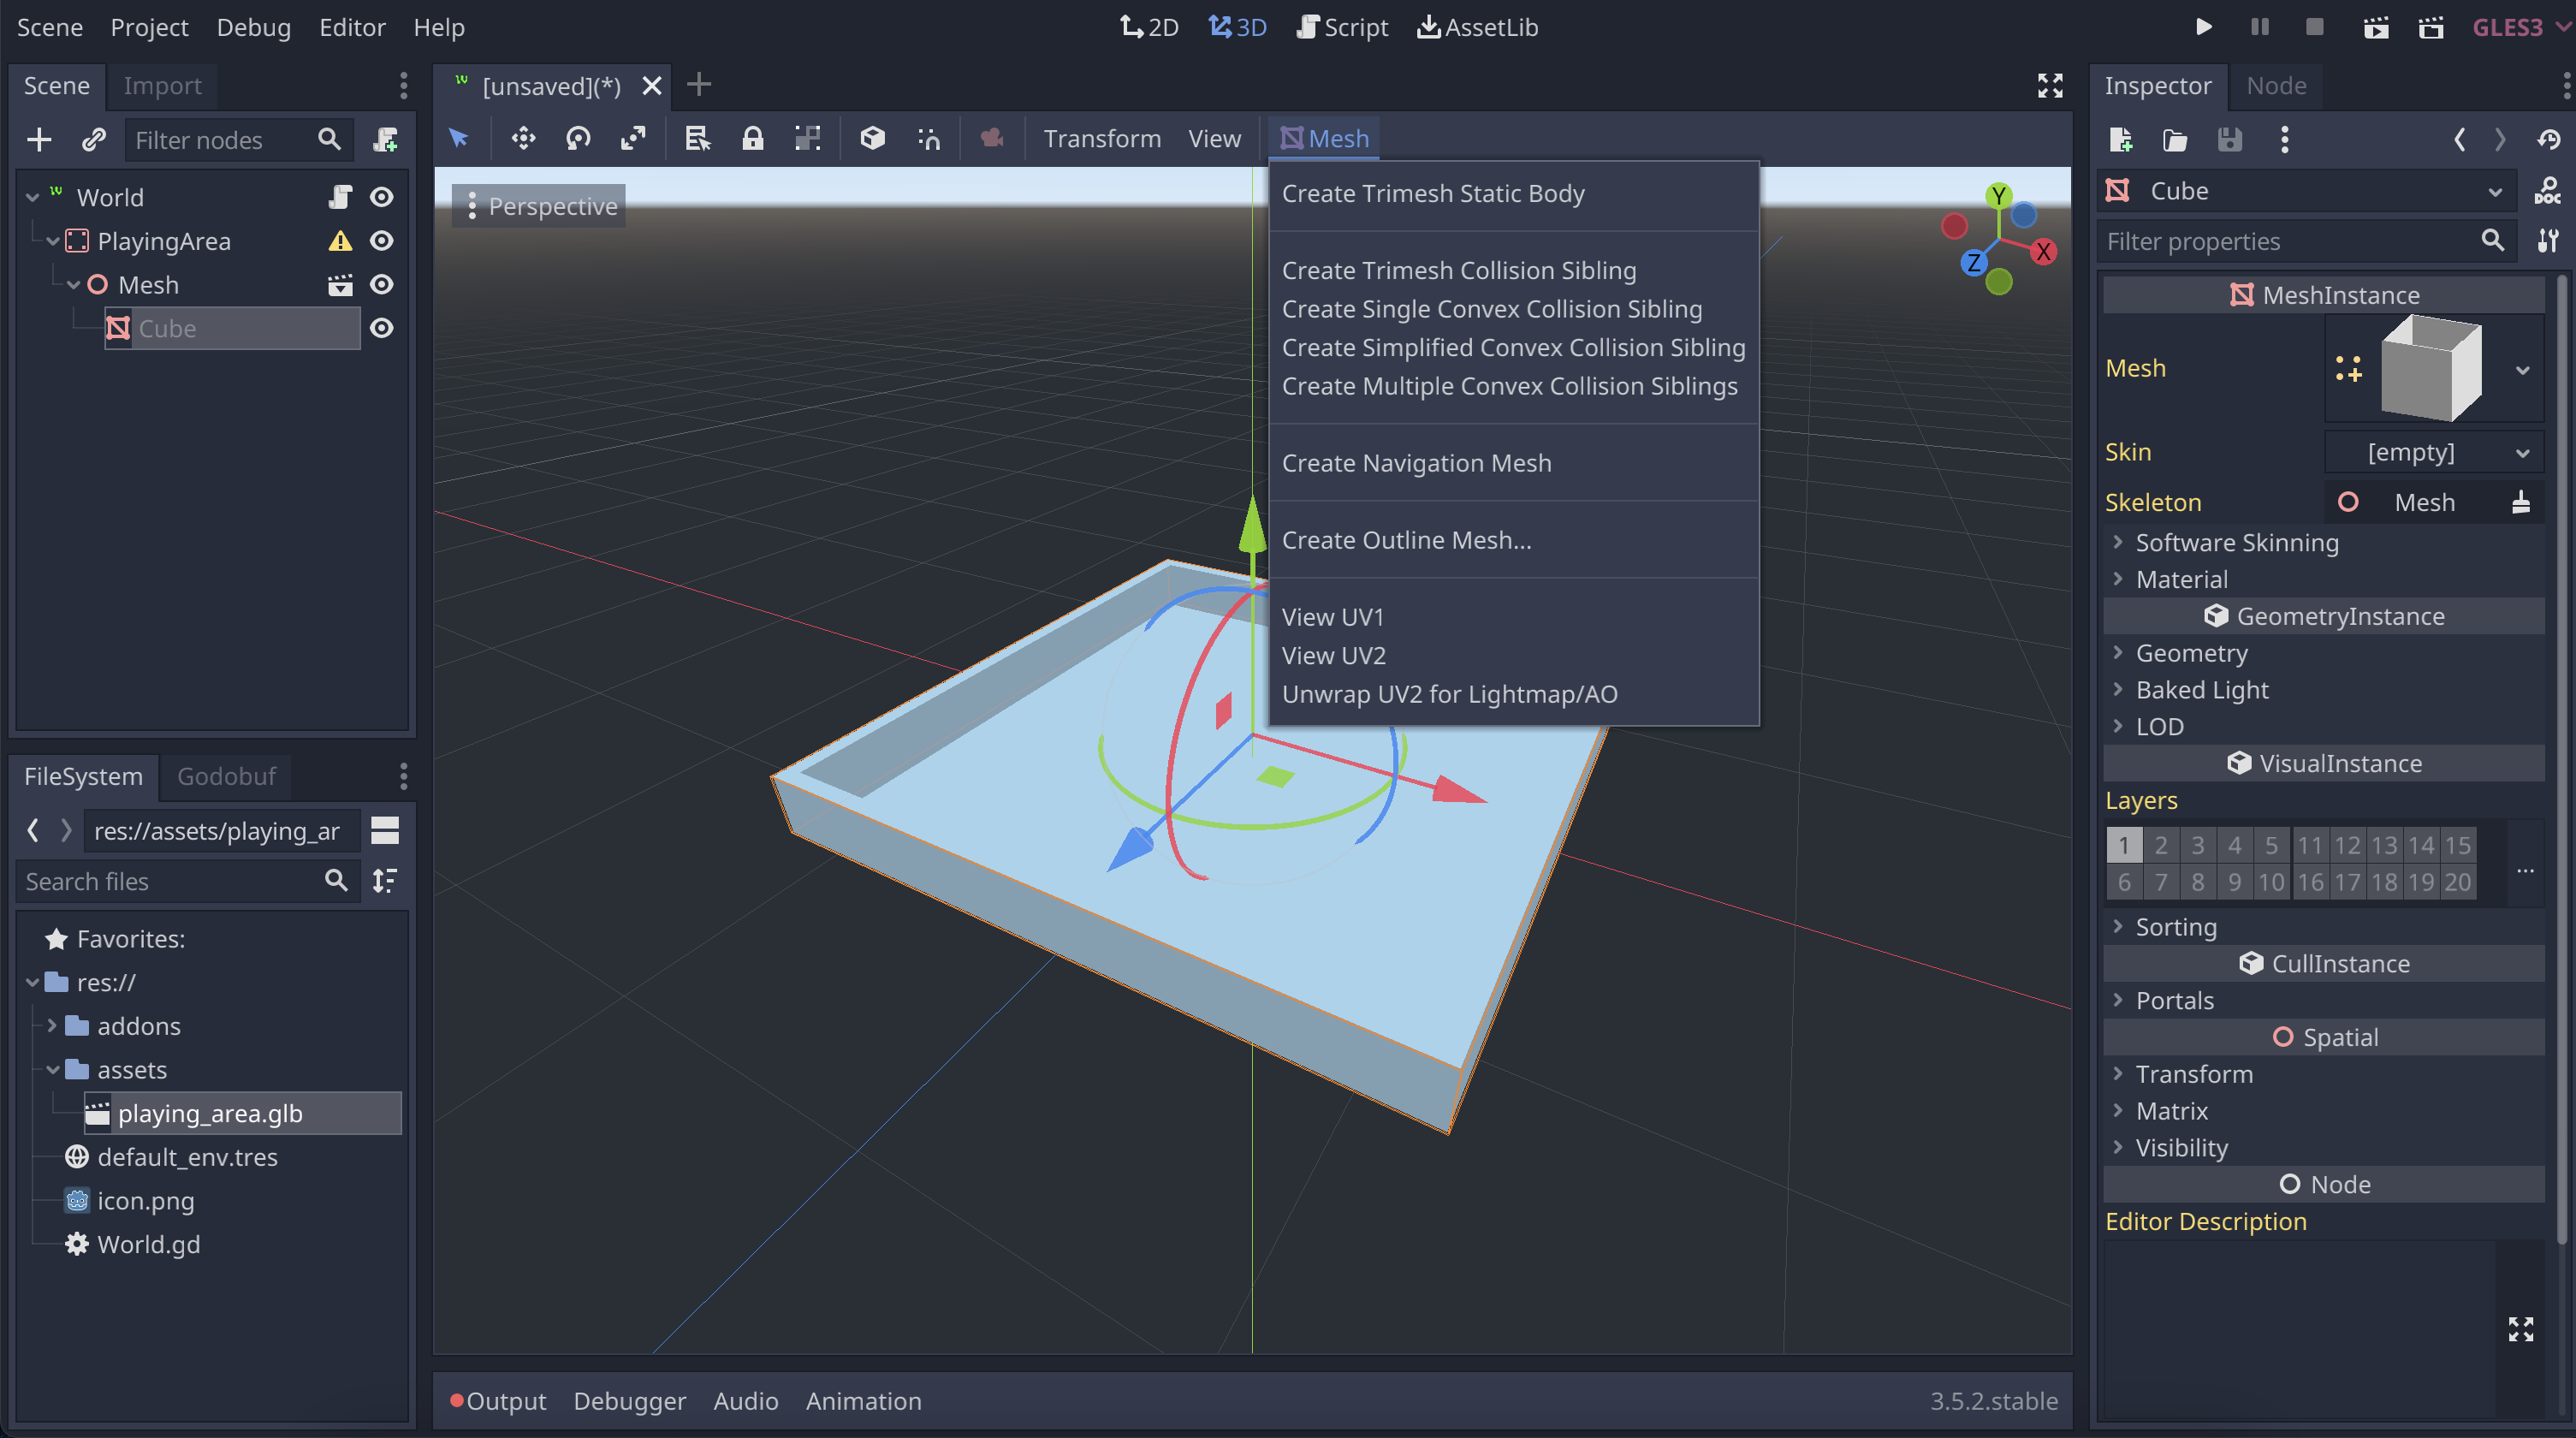 Scene Project Debug Editor Help
2D 3D Script AssetLib
GLES3
Scene Import
Filter nodes
World
PlayingArea
Mesh
Cube
FileSystem Godobuf
res://assets/playing_ar
Search files
Favorites:
res://
addons
assets
playing_area.glb
default_env.tres
icon.png
World.gd
[unsaved](*)
Transform View Mesh
Perspective
Create Trimesh Static Body
Create Trimesh Collision Sibling
Create Single Convex Collision Sibling
Create Simplified Convex Collision Sibling
Create Multiple Convex Collision Siblings
Create Navigation Mesh
Create Outline Mesh...
View UV1
View UV2
Unwrap UV2 for Lightmap/AO
Y
X
Z
Output Debugger Audio Animation
3.5.2.stable
Inspector Node
Cube
DOC
Filter properties
MeshInstance
Mesh
Skin [empty]
Skeleton Mesh
Software Skinning
Material
GeometryInstance
Geometry
Baked Light
LOD
VisualInstance
Layers
1 2 3 4 5 11 12 13 14 15
6 7 8 9 10 16 17 18 19 20
...
Sorting
CullInstance
Portals
Spatial
Transform
Matrix
Visibility
Node
Editor Description